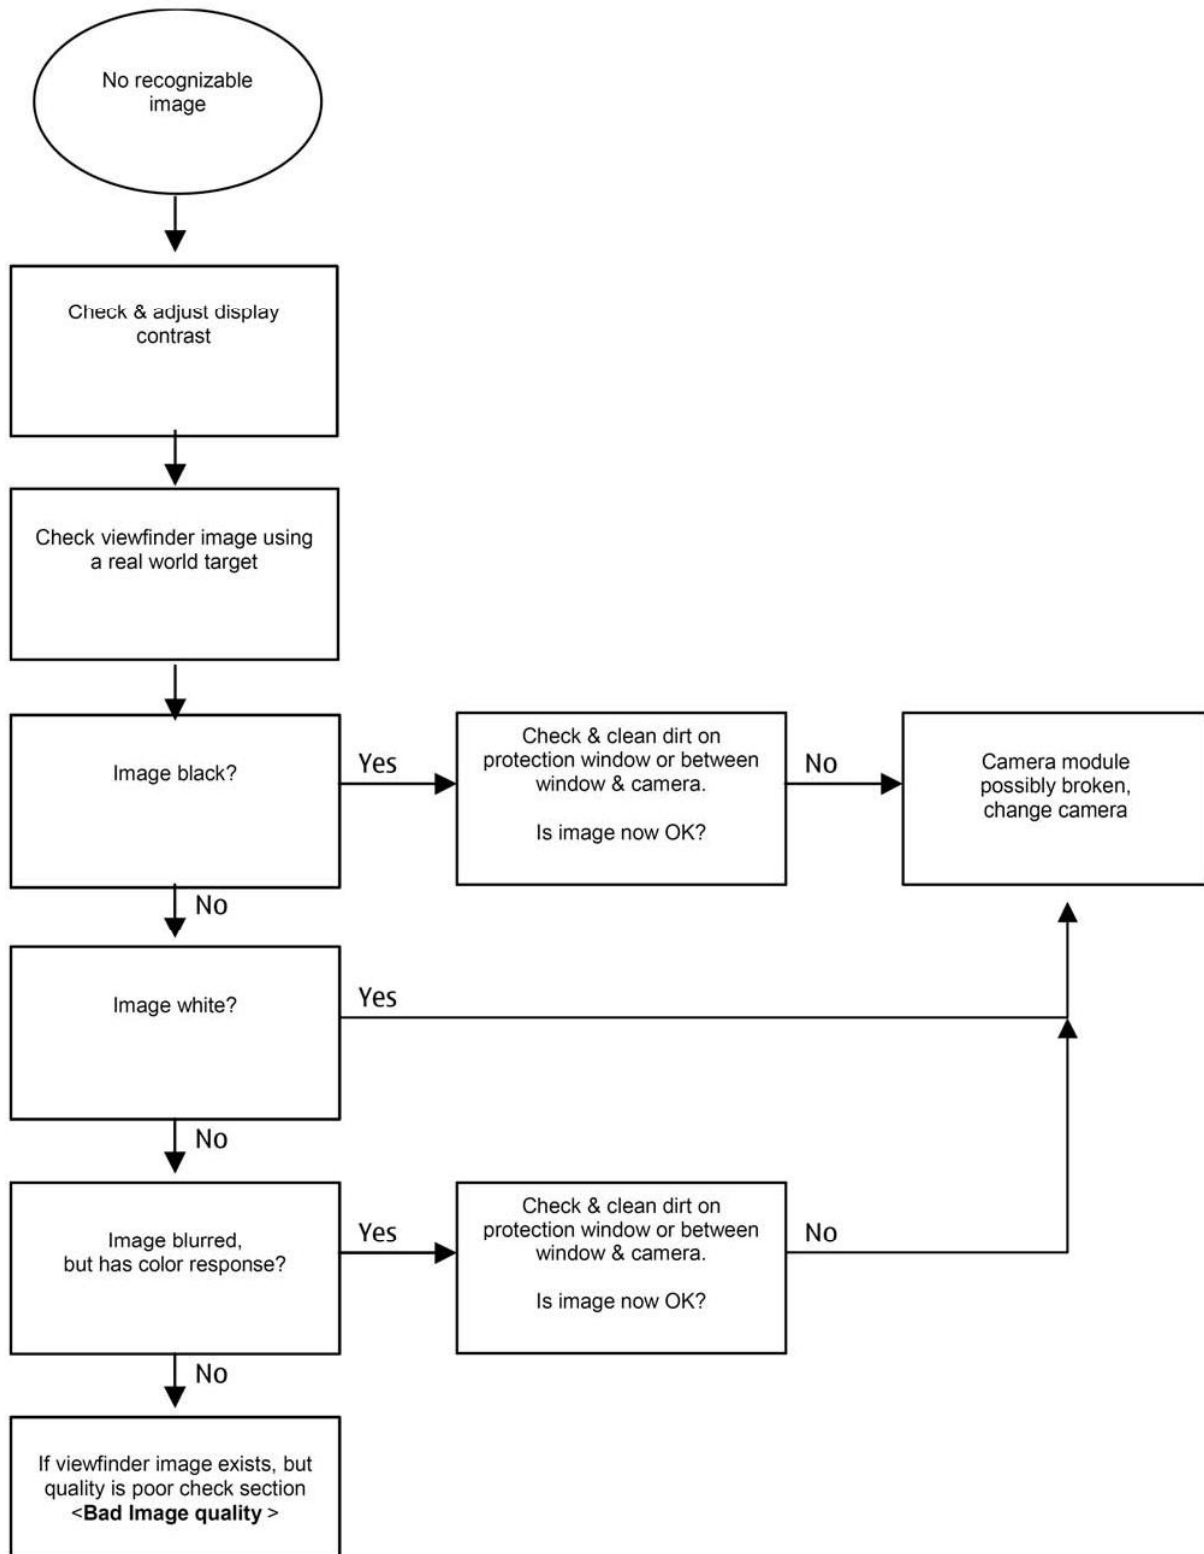 No recognizable
image
Check & adjust display
contrast
Check viewfinder image using
a real world target
Image black?
Yes
Check & clean dirt on
protection window or between
window & camera.
Is image now OK?
No
Camera module
possibly broken,
change camera
No
Image white?
Yes
No
Image blurred,
but has color response?
Yes
Check & clean dirt on
protection window or between
window & camera.
Is image now OK?
No
No
If viewfinder image exists, but
quality is poor check section
<Bad Image quality >